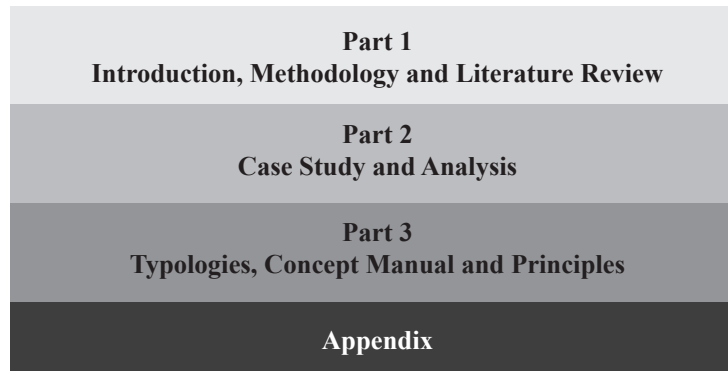 Part 1
Introduction, Methodology and Literature Review
Part 2
Case Study and Analysis
Part 3
Typologies, Concept Manual and Principles
Appendix